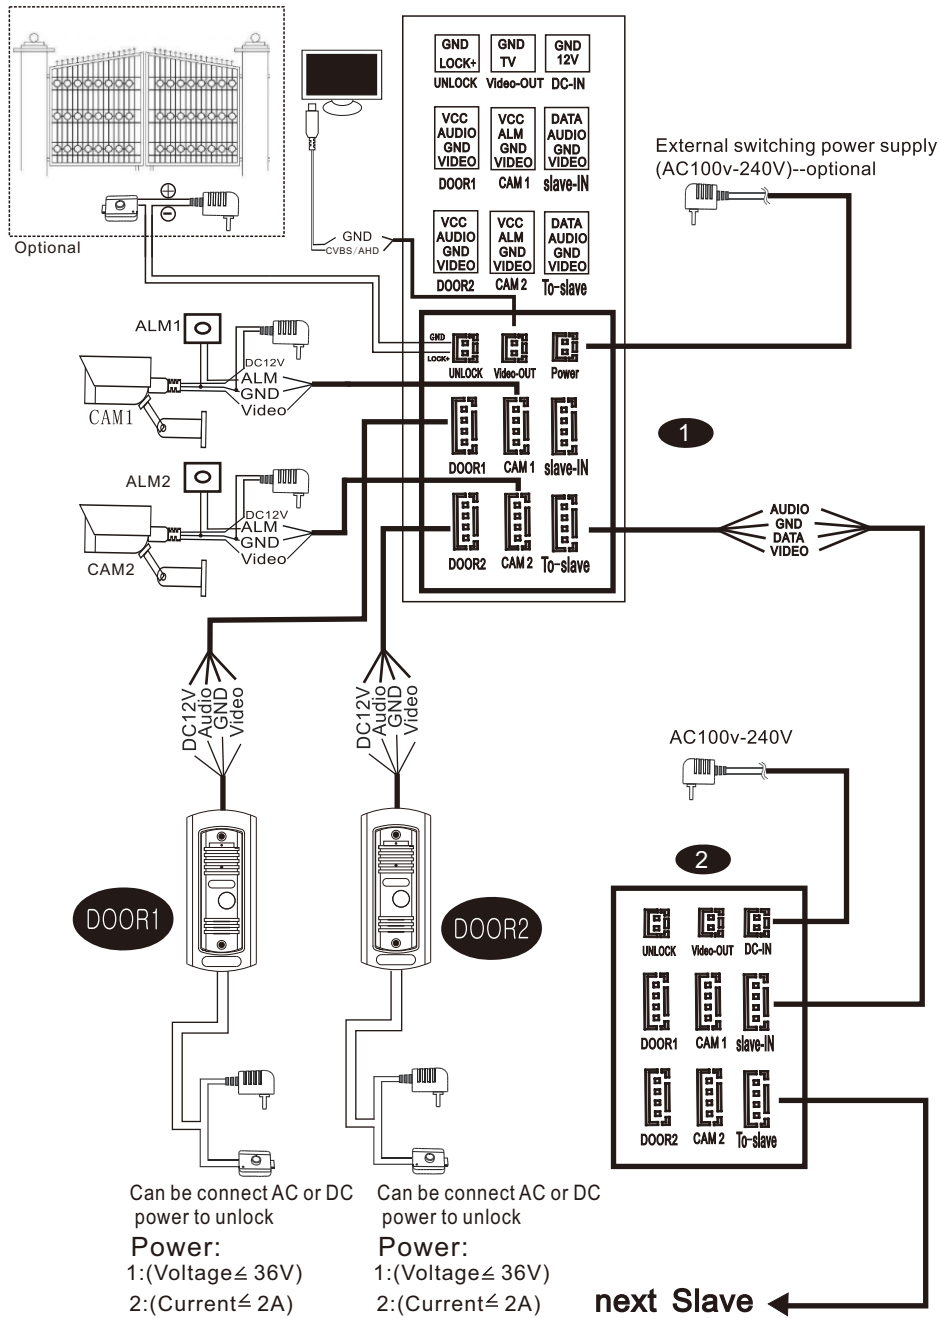 GND
LOCK+
UNLOCK
GND
TV
Video-OUT
GND
12V
DC-IN
VCC
AUDIO
GND
VIDEO
DOOR1
VCC
ALM
GND
VIDEO
CAM 1
DATA
AUDIO
GND
VIDEO
slave-IN
VCC
AUDIO
GND
VIDEO
DOOR2
VCC
ALM
GND
VIDEO
CAM 2
DATA
AUDIO
GND
VIDEO
To-slave
External switching power supply
(AC100v-240V)--optional
Optional
GND
CVBS/AHD
GND
LOCK+
UNLOCK
Video-OUT
Power
DOOR1
CAM 1
slave-IN
DOOR2
CAM 2
To-slave
1
ALM1
DC12V
ALM
GND
Video
CAM1
ALM2
DC12V
ALM
GND
Video
CAM2
AUDIO
GND
DATA
VIDEO
DC12V
Audio
GND
Video
DC12V
Audio
GND
Video
AC100v-240V
2
DOOR1
DOOR2
UNLOCK
Video-OUT
DC-IN
DOOR1
CAM 1
slave-IN
DOOR2
CAM 2
To-slave
Can be connect AC or DC
power to unlock
Power:
1:(Voltage≤ 36V)
2:(Current≤ 2A)
Can be connect AC or DC
power to unlock
Power:
1:(Voltage≤ 36V)
2:(Current≤ 2A)
next Slave